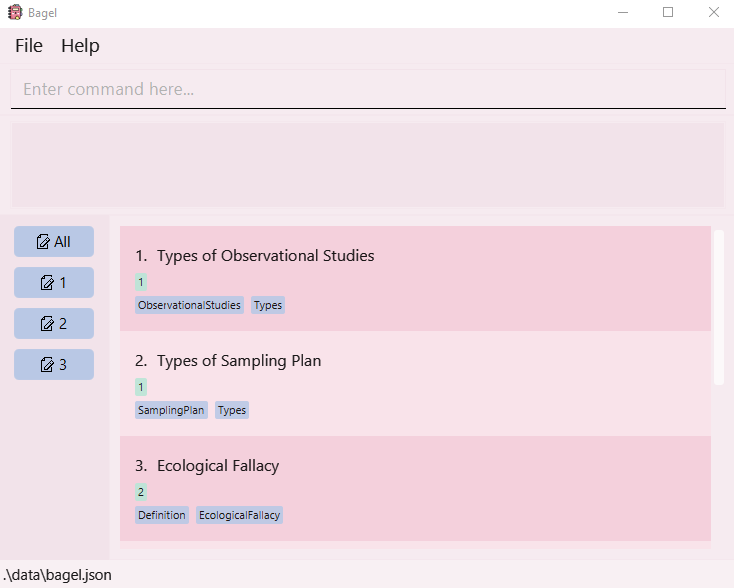 Bagel
File Help
Enter command here...
All
1
2
3
1. Types of Observational Studies
1
ObservationalStudies Types
2. Types of Sampling Plan
1
SamplingPlan Types
3. Ecological Fallacy
2
Definition EcologicalFallacy
.\data\bagel.json